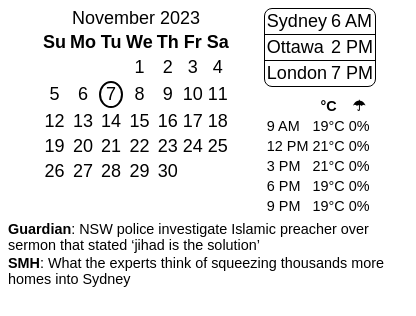 November 2023
Su Mo Tu We Th Fr Sa
1 2 3 4
5 6 7 8 9 10 11
12 13 14 15 16 17 18
19 20 21 22 23 24 25
26 27 28 29 30
Sydney 6 AM
Ottawa 2 PM
London 7 PM
°C ☂
9 AM 19°C 0%
12 PM 21°C 0%
3 PM 21°C 0%
6 PM 19°C 0%
9 PM 19°C 0%
Guardian: NSW police investigate Islamic preacher over
sermon that stated ‘jihad is the solution’
SMH: What the experts think of squeezing thousands more
homes into Sydney